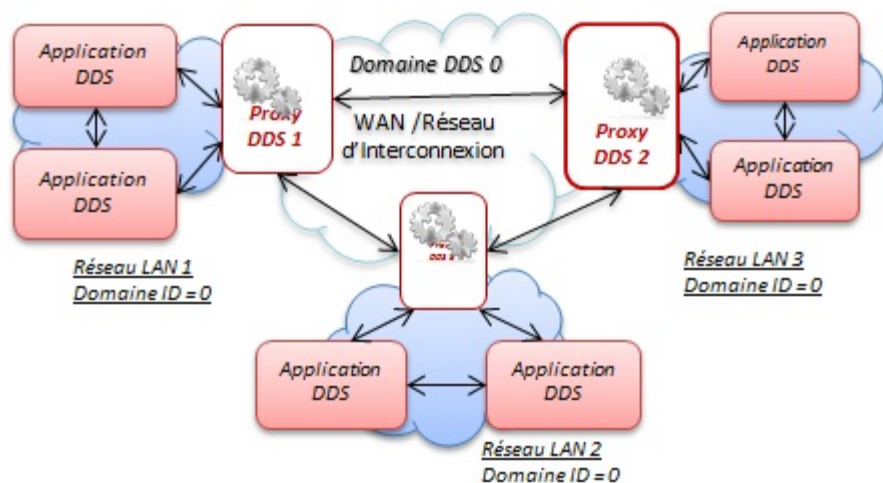 Application
DDS
Application
DDS
Proxy
DDS 1
Domaine DDS 0
WAN /Réseau
d'Interconnexion
Proxy
DDS 2
Application
DDS
Application
DDS
Réseau LAN 1
Domaine ID = 0
DDS
Réseau LAN 3
Domaine ID = 0
Application
DDS
Application
DDS
Réseau LAN 2
Domaine ID = 0